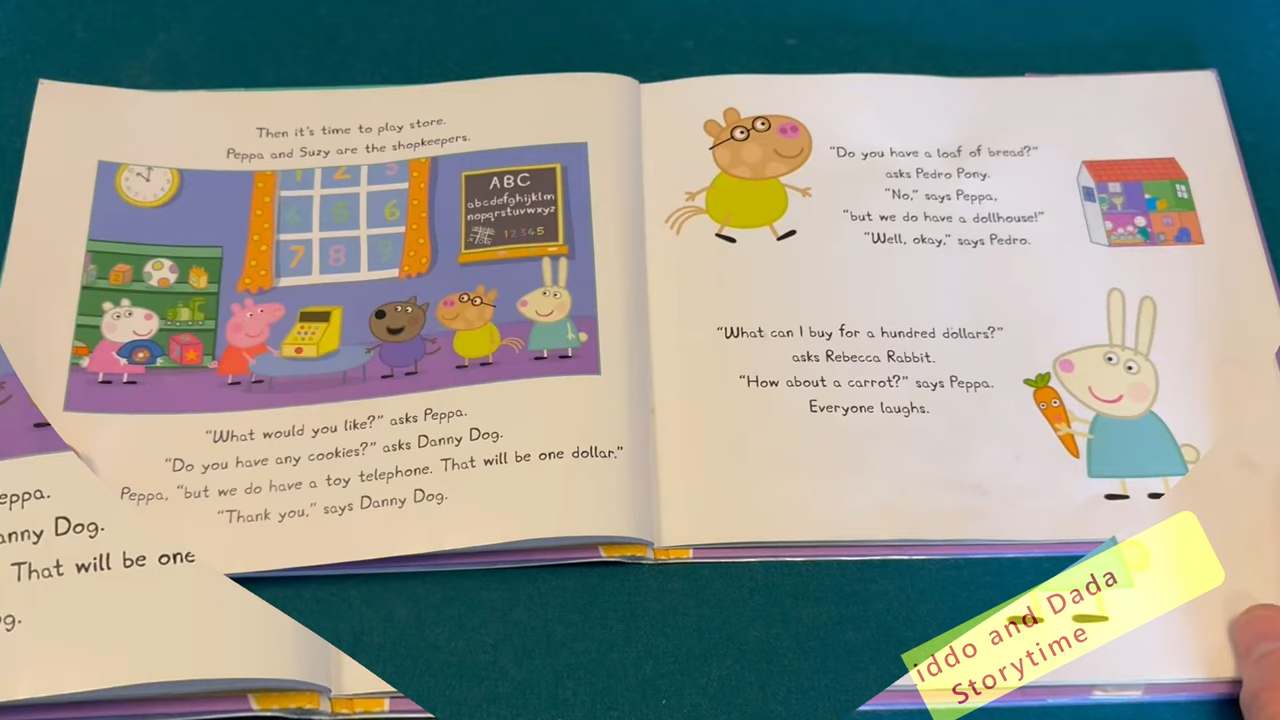 Then it's time to play store.
Peppa and Suzy are the shopkeepers.
1 2 3
4 5 6
7 8 9
ABC
abcdefghijklm
nopqrstuvwxyz
12345
"What would you like?" asks Peppa.
"Do you have any cookies?" asks Danny Dog.
Peppa, "but we do have a toy telephone. That will be one dollar."
"Thank you," says Danny Dog.
"Do you have a loaf of bread?"
asks Pedro Pony.
"No," says Peppa,
"but we do have a dollhouse!"
"Well, okay," says Pedro.
"What can I buy for a hundred dollars?"
asks Rebecca Rabbit.
"How about a carrot?" says Peppa.
Everyone laughs.
eppa.
anny Dog.
That will be one
g.
iddo and Dada
Storytime